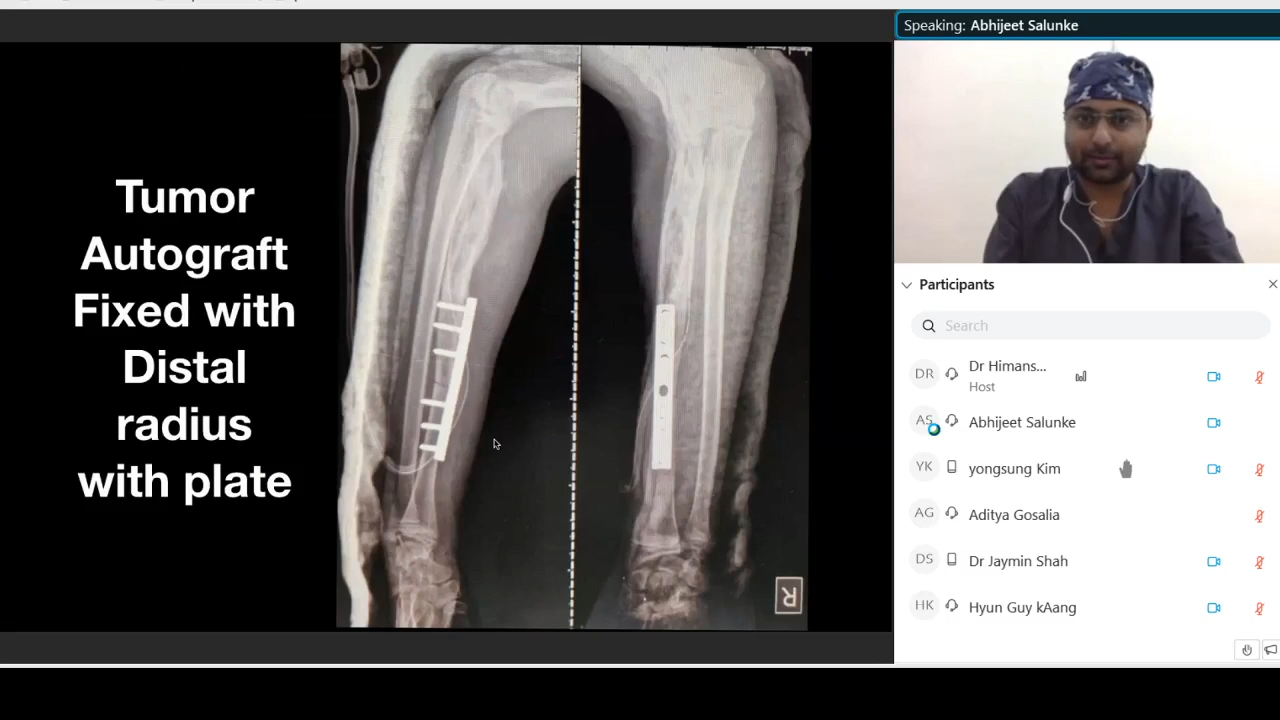 Tumor
Autograft
Fixed with
Distal
radius
with plate
R
Speaking: Abhijeet Salunke
Participants
Search
DR
Dr Himans...
Host
AS
Abhijeet Salunke
YK
yongsung Kim
AG
Aditya Gosalia
DS
Dr Jaymin Shah
HK
Hyun Guy kAang